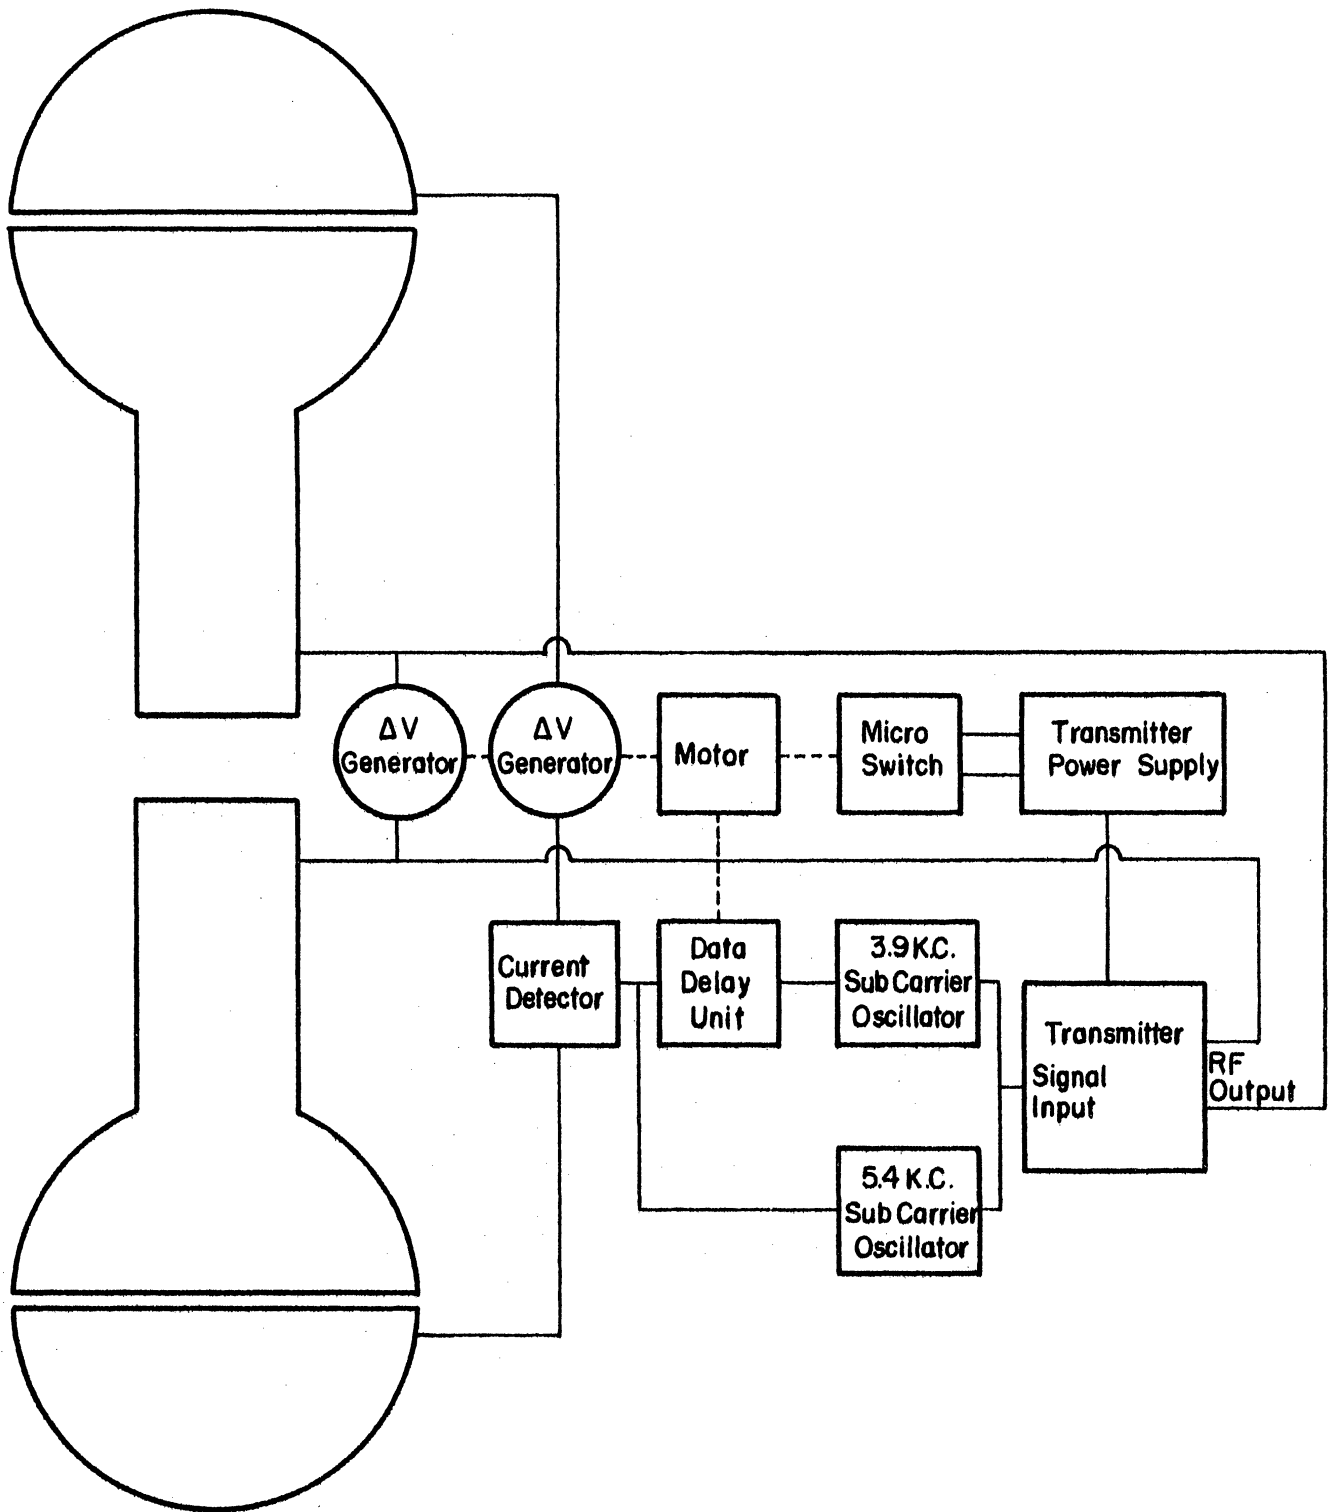 ΔV
Generator
ΔV
Generator
Motor
Micro
Switch
Transmitter
Power Supply
Current
Detector
Data
Delay
Unit
3.9 K.C.
Sub Carrier
Oscillator
Transmitter
Signal
Input
RF
Output
5.4 K.C.
Sub Carrier
Oscillator